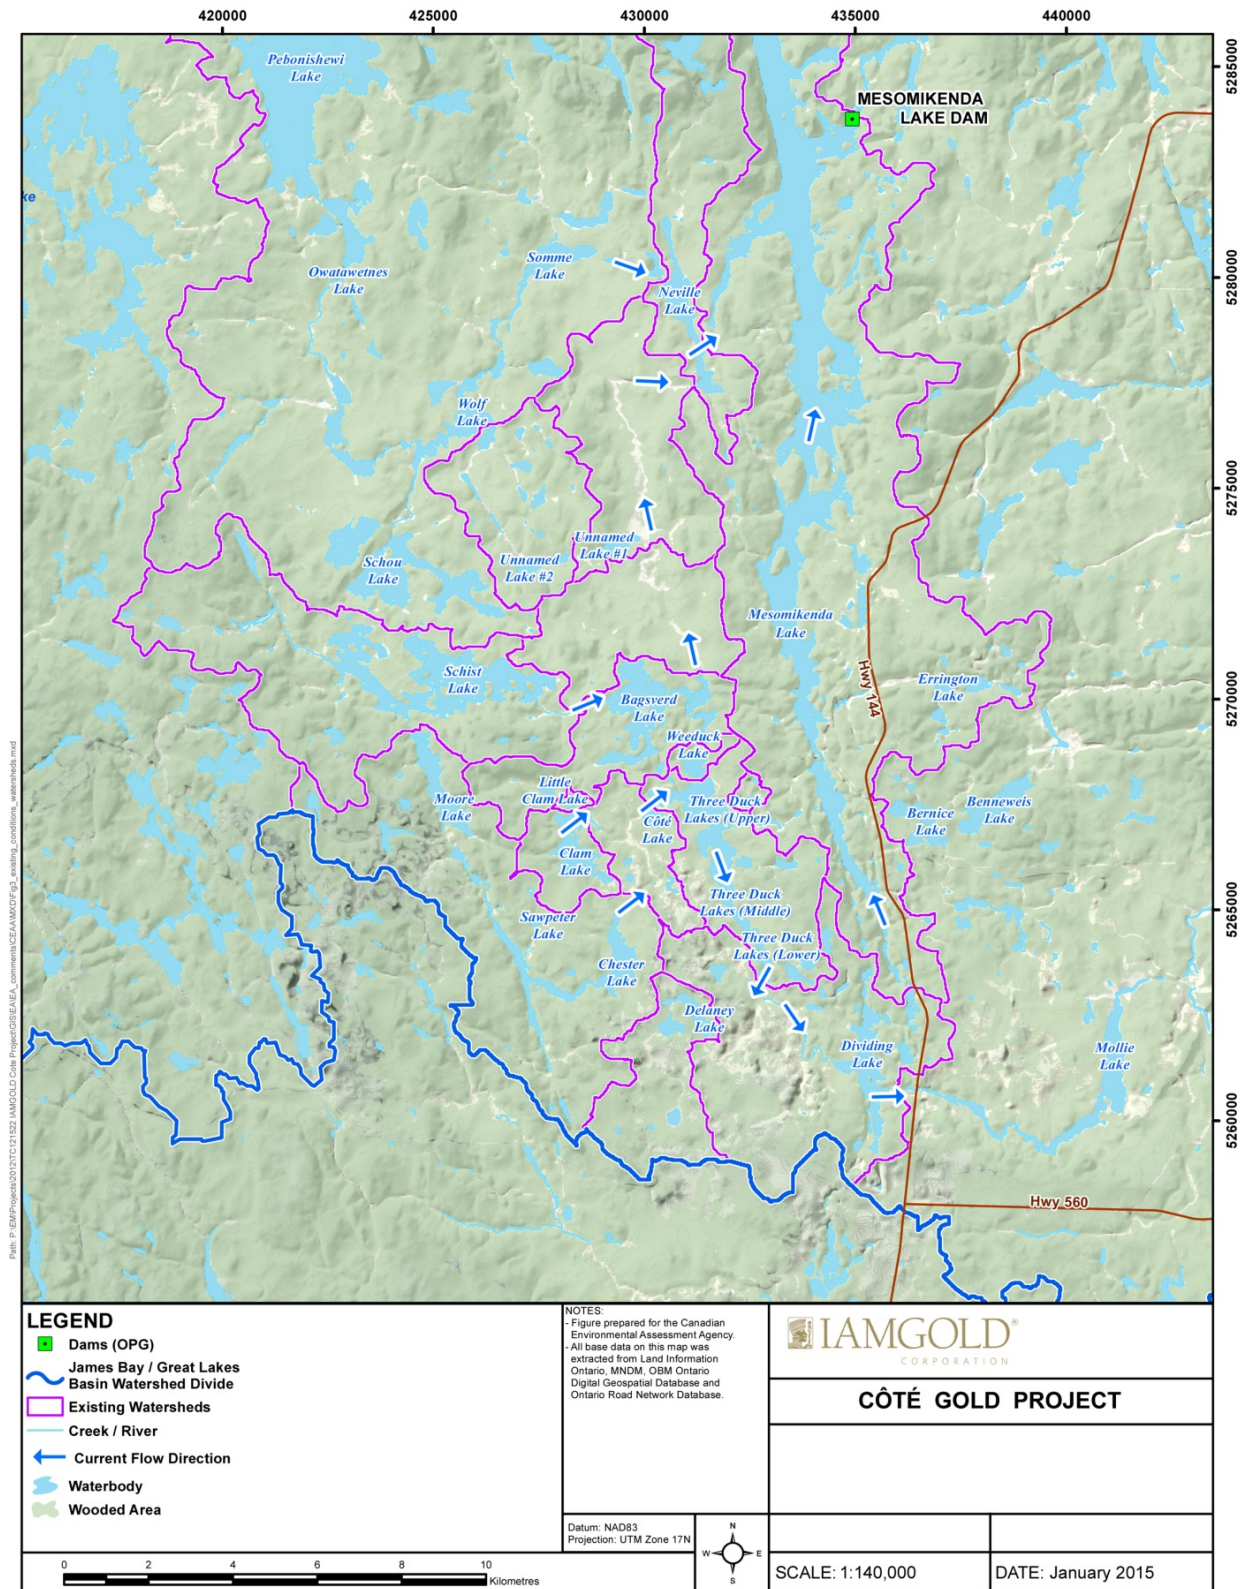 420000
425000
430000
435000
440000
5285000
5280000
5275000
5270000
5265000
5260000
Pebonishewi
Lake
MESOMIKENDA
LAKE DAM
ke
Owatawetnes
Lake
Somme
Lake
Neville
Lake
Wolf
Lake
Unnamed
Lake #1
Unnamed
Lake #2
Schou
Lake
Mesomikenda
Lake
Hwy 144
Errington
Lake
Schist
Lake
Bagsverd
Lake
Weeduck
Lake
Little
Clam Lake
Moore
Lake
Three Duck
Lakes (Upper)
Côté
Lake
Bernice
Lake
Benneweis
Lake
Clam
Lake
Three Duck
Lakes (Middle)
Sawpeter
Lake
Three Duck
Lakes (Lower)
Chester
Lake
Delaney
Lake
Dividing
Lake
Mollie
Lake
Hwy 560
LEGEND
Dams (OPG)
James Bay / Great Lakes
Basin Watershed Divide
Existing Watersheds
Creek / River
Current Flow Direction
Waterbody
Wooded Area
0 2 4 6 8 10
Kilometres
NOTES:
- Figure prepared for the Canadian
Environmental Assessment Agency.
- All base data on this map was
extracted from Land Information
Ontario, MNDM, OBM Ontario
Digital Geospatial Database and
Ontario Road Network Database.
Datum: NAD83
Projection: UTM Zone 17N
N
W E
S
IAMGOLD®
CORPORATION
CÔTÉ GOLD PROJECT
SCALE: 1:140,000
DATE: January 2015